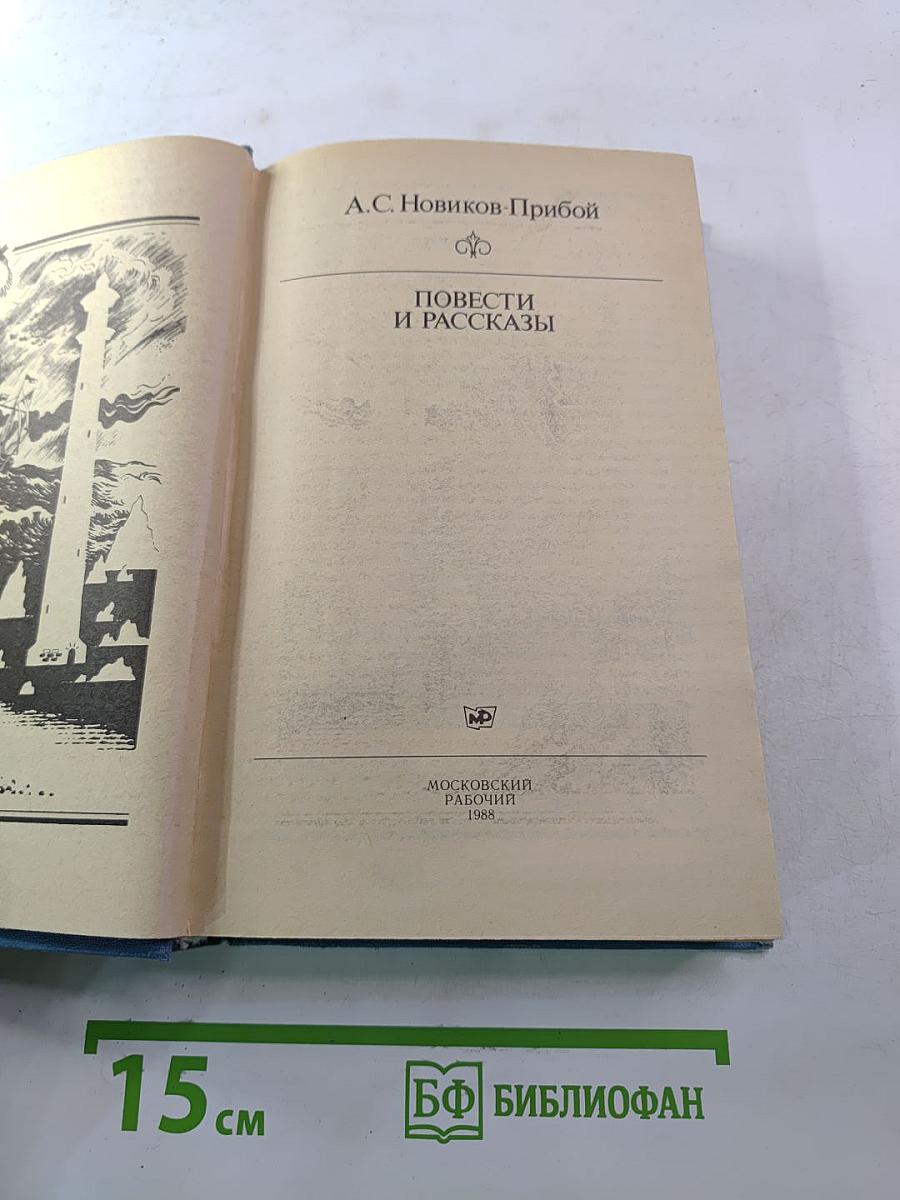 А.С. Новиков-Прибой
ПОВЕСТИ
И РАССКАЗЫ
МР
МОСКОВСКИЙ
РАБОЧИЙ
1988
15 см
БФ БИБЛИОФАН